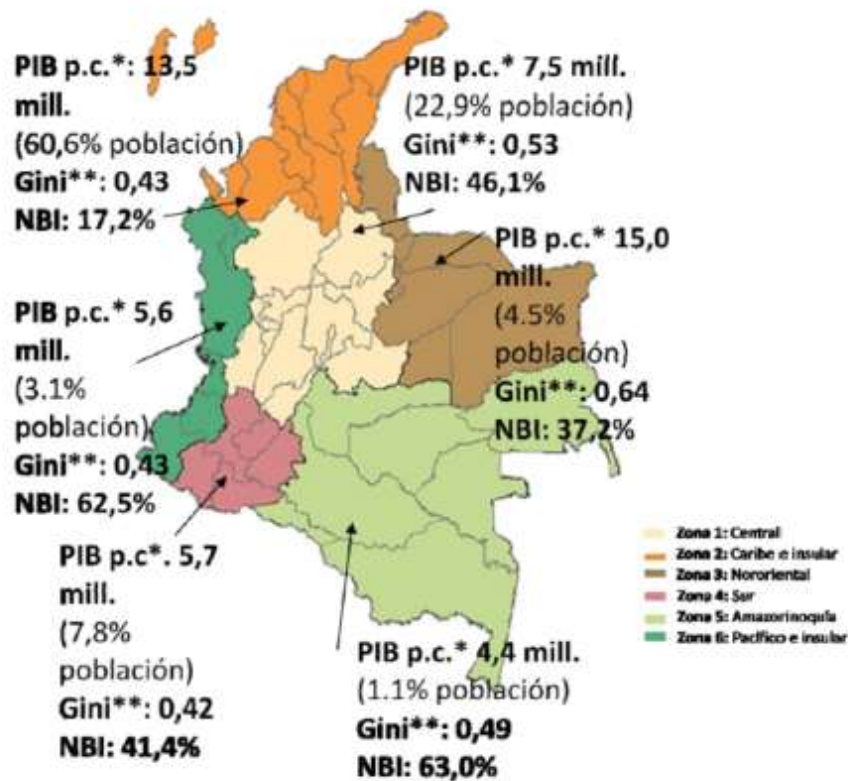 PIB p.c.*: 13,5
mill.
(60,6% población)
Gini**: 0,43
NBI: 17,2%
PIB p.c.* 7,5 mill.
(22,9% población)
Gini**: 0,53
NBI: 46,1%
PIB p.c.* 15,0
mill.
(4.5%
población)
Gini**: 0,64
NBI: 37,2%
PIB p.c.* 5,6
mill.
(3.1%
población)
Gini**: 0,43
NBI: 62,5%
PIB p.c*. 5,7
mill.
(7,8%
población)
Gini**: 0,42
NBI: 41,4%
PIB p.c.* 4,4 mill.
(1.1% población)
Gini**: 0,49
NBI: 63,0%
Zona 1: Central
Zona 2: Caribe e insular
Zona 3: Nororiental
Zona 4: Sur
Zona 5: Amazorinoquia
Zona 6: Pacífico e insular